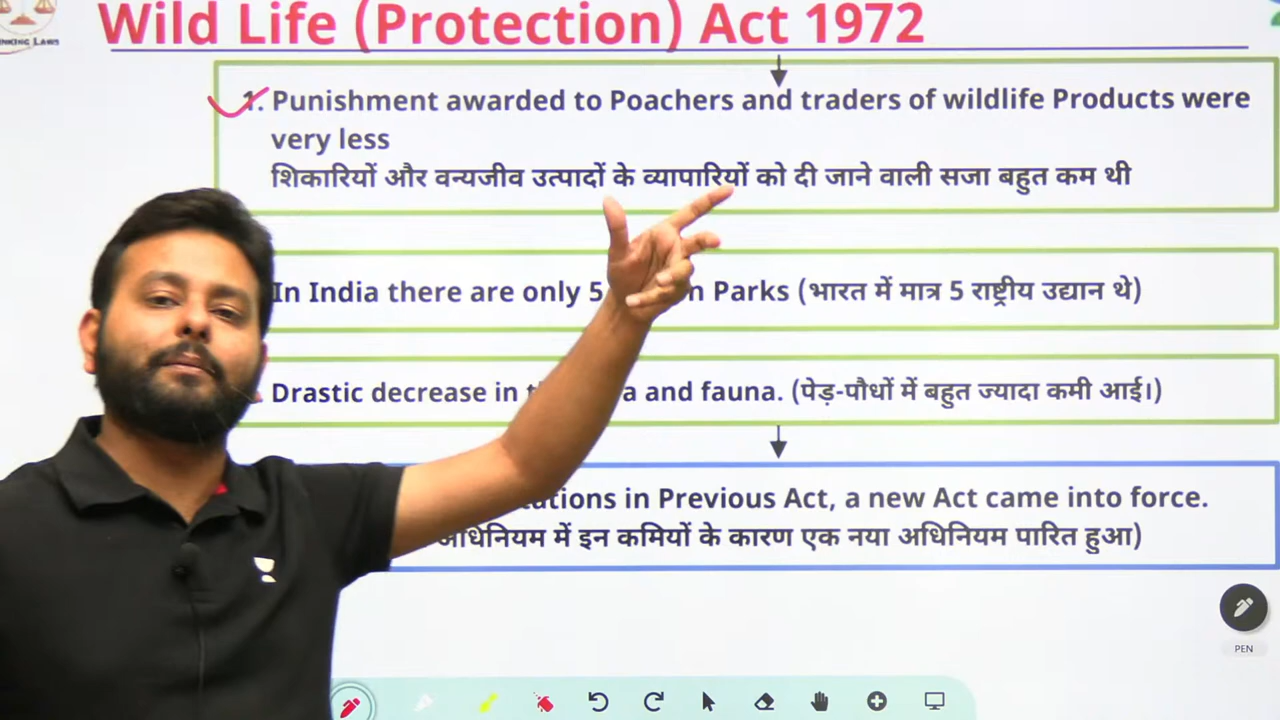 Wild Life (Protection) Act 1972
NKING LAWS
1. Punishment awarded to Poachers and traders of wildlife Products were
very less
शिकारियों और वन्यजीव उत्पादों के व्यापारियों को दी जाने वाली सजा बहुत कम थी
In India there are only 5 Parks (भारत में मात्र 5 राष्ट्रीय उद्यान थे)
Drastic decrease in and fauna. (पेड़-पौधों में बहुत ज्यादा कमी आई।)
in Previous Act, a new Act came into force.
में इन कमियों के कारण एक नया अधिनियम पारित हुआ)
PEN